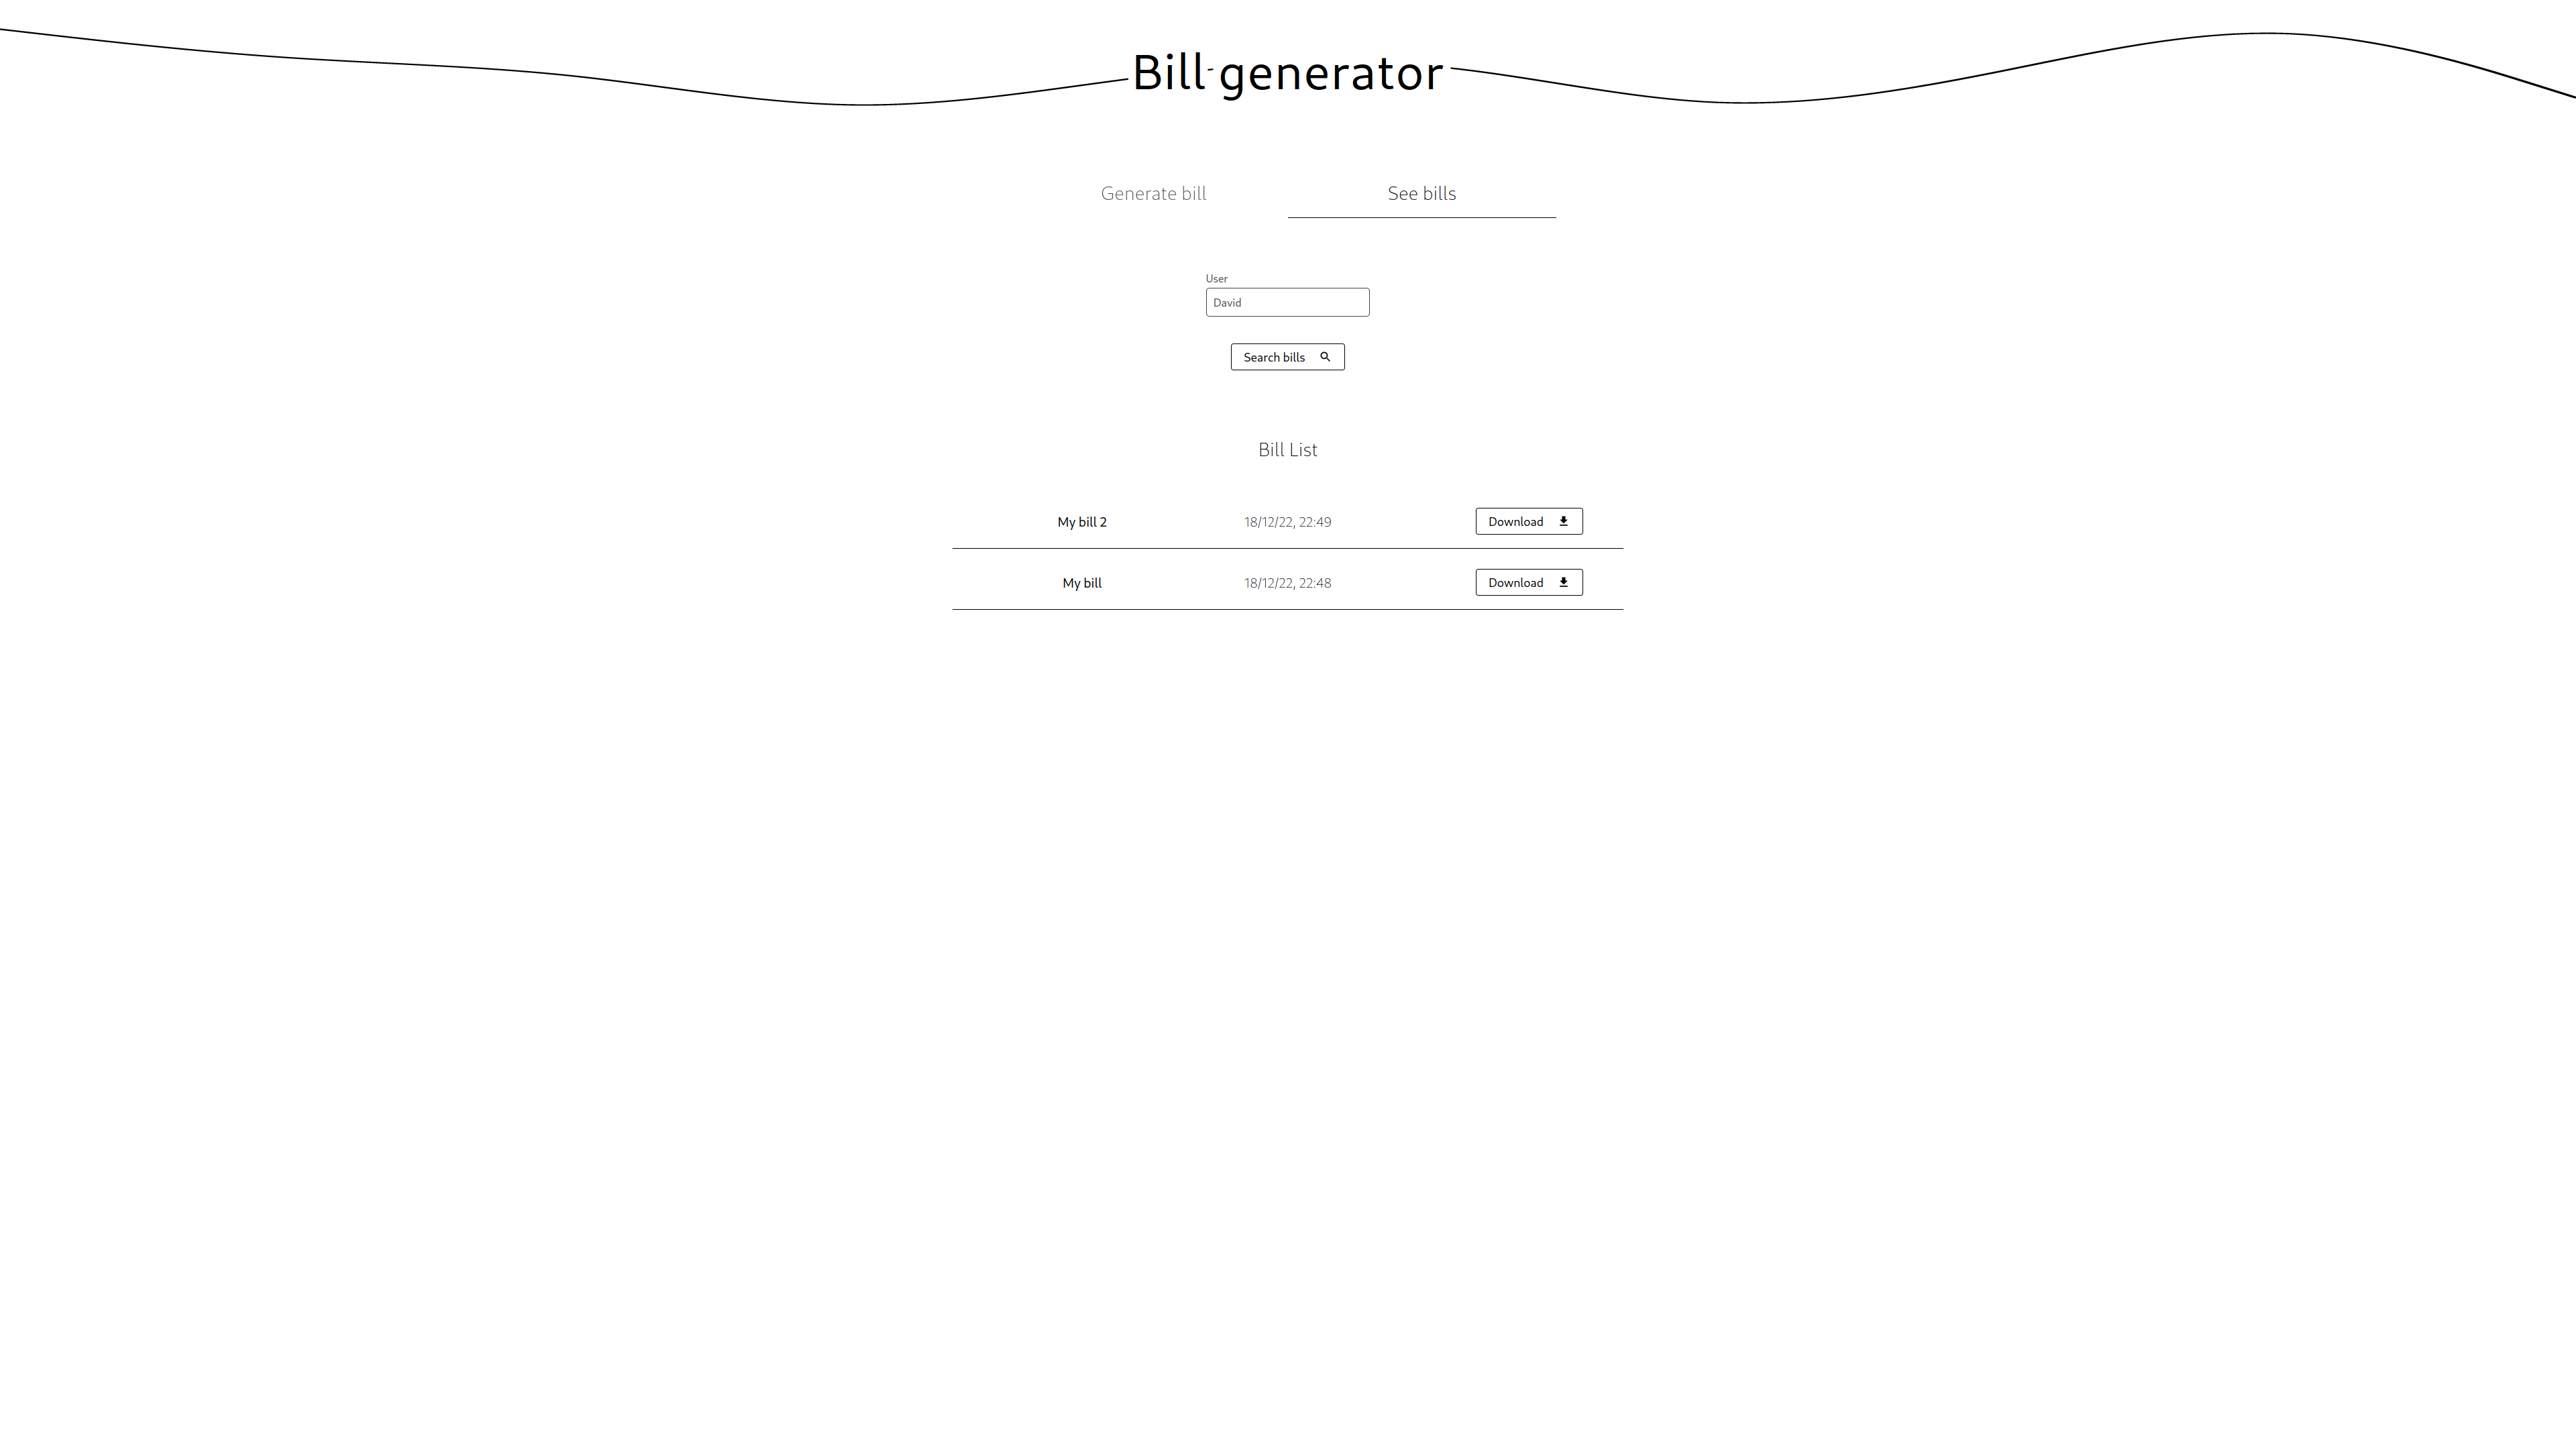 Bill generator
Generate bill See bills
User
David
Search bills
Bill List
My bill 2 18/12/22, 22:49 Download
My bill 18/12/22, 22:48 Download